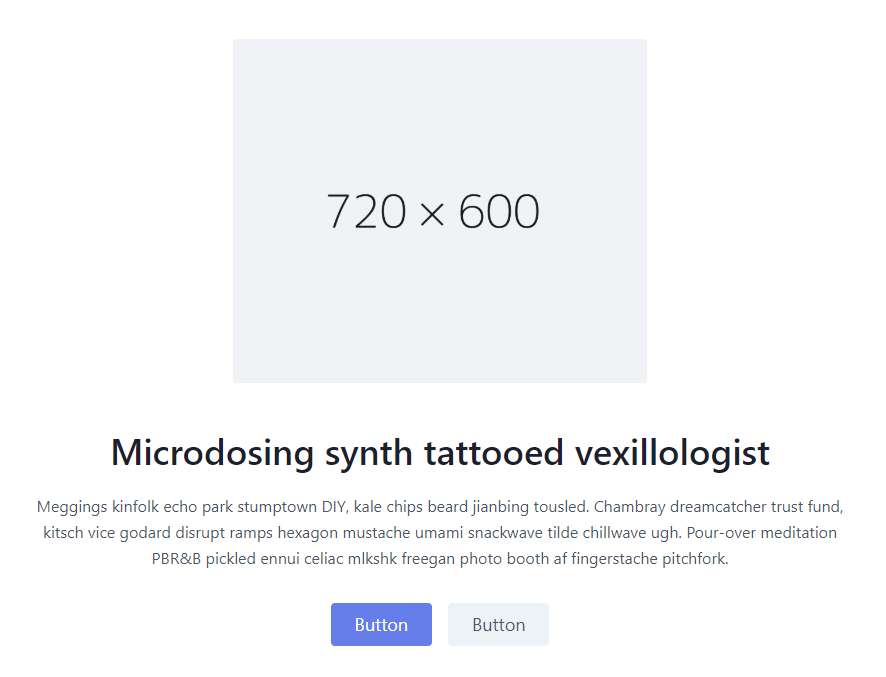 720 × 600
Microdosing synth tattooed vexillologist
Meggings kinfolk echo park stumptown DIY, kale chips beard jianbing tousled. Chambray dreamcatcher trust fund,
kitsch vice godard disrupt ramps hexagon mustache umami snackwave tilde chillwave ugh. Pour-over meditation
PBR&B pickled ennui celiac mlkshk freegan photo booth af fingerstache pitchfork.
Button Button